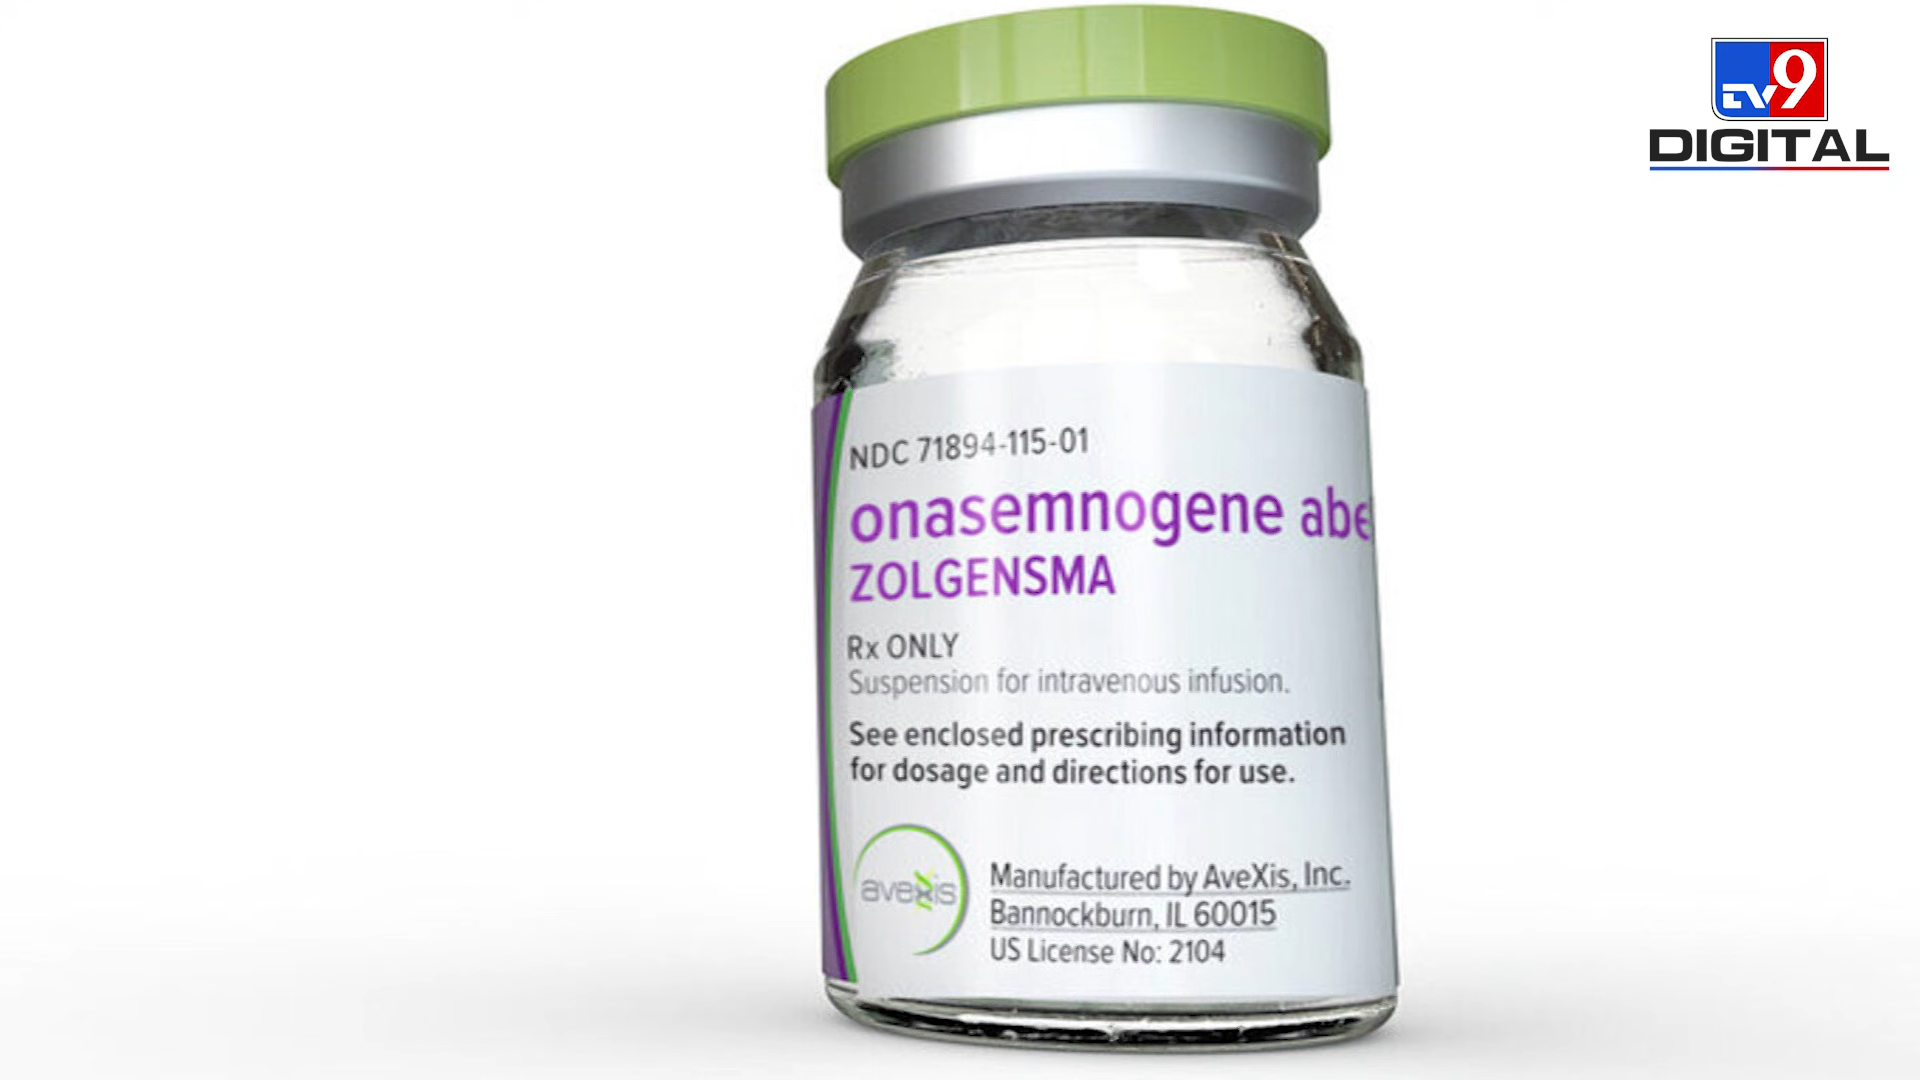 TV9
DIGITAL
NDC 71894-115-01
onasemnogene abe
ZOLGENSMA
Rx ONLY
Suspension for intravenous infusion.
See enclosed prescribing information
for dosage and directions for use.
avexis
Manufactured by AveXis, Inc.
Bannockburn, IL 60015
US License No: 2104